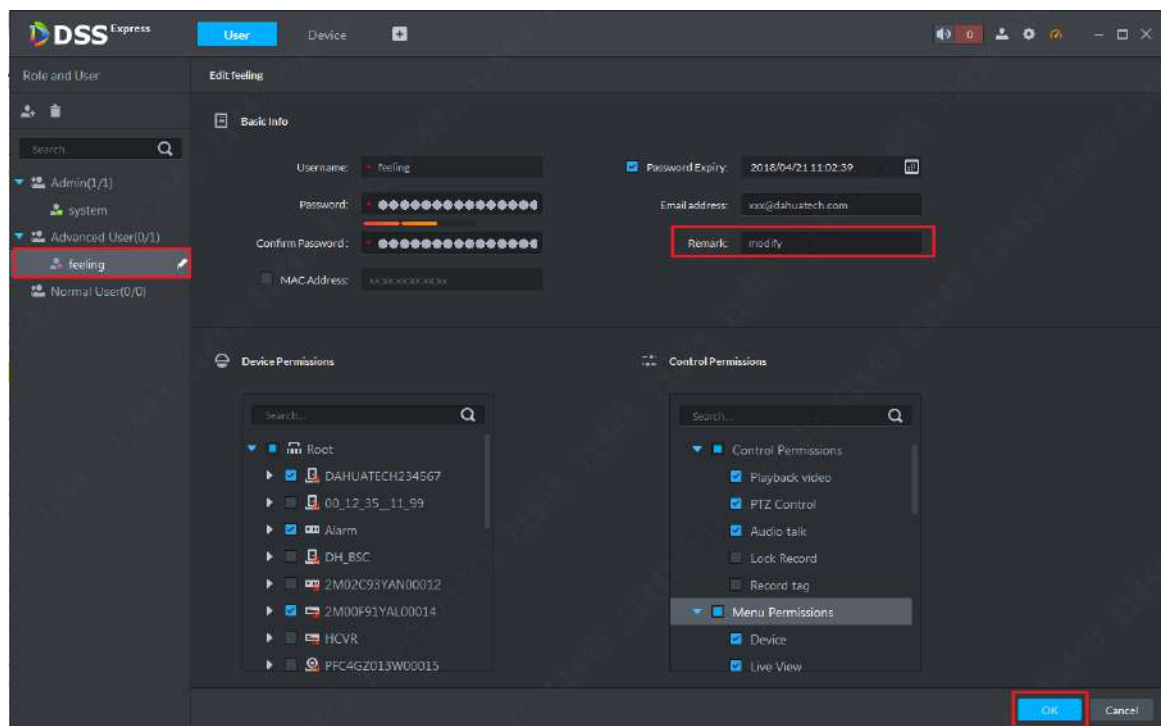 DSS Express
User
Device
0
Role and User
Edit feeling
Basic Info
Search...
Username: * feeling
Password Expiry: 2018/04/21 11:02:39
Admin(1/1)
system
Password: *
Email address: xxx@dahuatech.com
Advanced User(0/1)
Confirm Password: *
Remark: modify
feeling
MAC Address:
Normal User(0/0)
Device Permissions
Control Permissions
Search...
Search...
Root
Control Permissions
DAHUATECH234567
Playback video
00_12_35__11_99
PTZ Control
Alarm
Audio talk
DH_BSC
Lock Record
2M02C93YAN00012
Record tag
2M00F91YAL00014
Menu Permissions
HCVR
Device
PFC4GZ013W00015
Live View
OK
Cancel